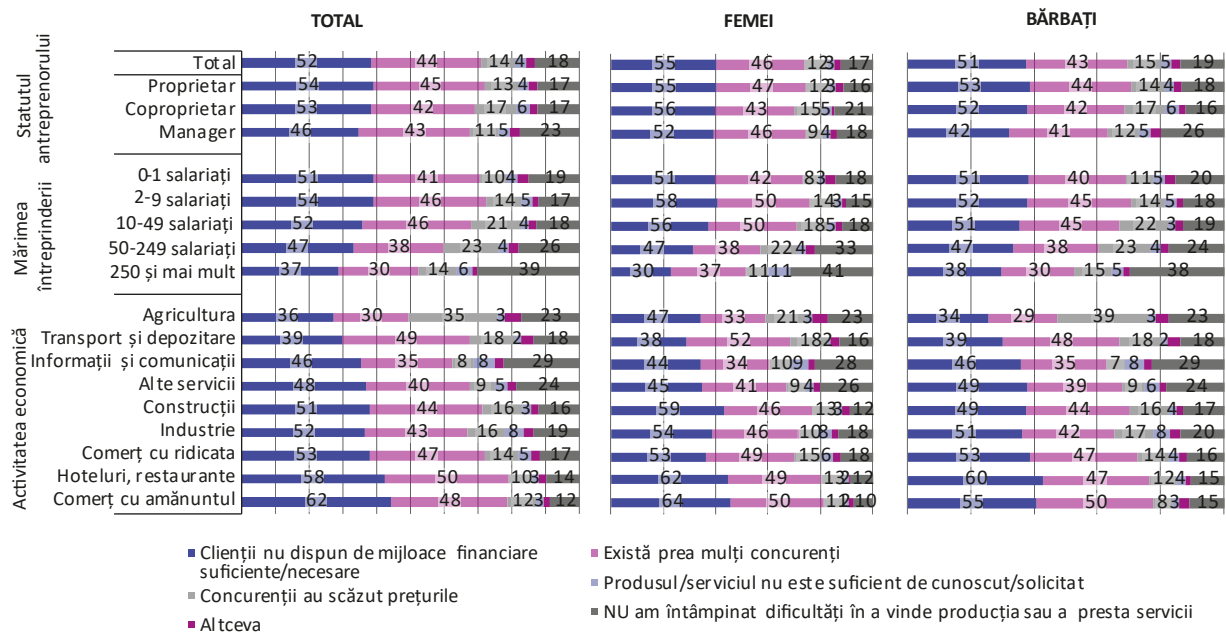 TOTAL FEMEI BĂRBAȚI
Statutul antreprenorului
Total 52 44 14 4 18 55 46 12 3 17 51 43 15 5 19
Proprietar 54 45 13 4 17 55 47 12 3 16 53 44 14 4 18
Coproprietar 53 42 17 6 17 56 43 15 5 21 52 42 17 6 16
Manager 46 43 11 5 23 52 46 9 4 18 42 41 12 5 26
Mărimea întreprinderii
0-1 salariați 51 41 10 4 19 51 42 8 3 18 51 40 11 5 20
2-9 salariați 54 46 14 5 17 58 50 14 3 15 52 45 14 5 18
10-49 salariați 52 46 21 4 18 56 50 18 5 18 51 45 22 3 19
50-249 salariați 47 38 23 4 26 47 38 22 4 33 47 38 23 4 24
250 și mai mult 37 30 14 6 39 30 37 11 11 41 38 30 15 5 38
Activitatea economică
Agricultura 36 30 35 3 23 47 33 21 3 23 34 29 39 3 23
Transport și depozitare 39 49 18 2 18 38 52 18 2 16 39 48 18 2 18
Informații și comunicații 46 35 8 8 29 44 34 10 9 28 46 35 7 8 29
Alte servicii 48 40 9 5 24 45 41 9 4 26 49 39 9 6 24
Construcții 51 44 16 3 16 59 46 13 3 12 49 44 16 4 17
Industrie 52 43 16 8 19 54 46 10 8 18 51 42 17 8 20
Comerț cu ridicata 53 47 14 5 17 53 49 15 6 18 53 47 14 4 16
Hoteluri, restaurante 58 50 10 3 14 62 49 13 2 12 60 47 12 4 15
Comerț cu amănuntul 62 48 12 3 12 64 50 11 2 10 55 50 8 3 15
Clienții nu dispun de mijloace financiare
suficiente/necesare
Concurenții au scăzut prețurile
Altceva
Există prea mulți concurenți
Produsul/serviciul nu este suficient de cunoscut/solicitat
NU am întâmpinat dificultăți în a vinde producția sau a presta servicii